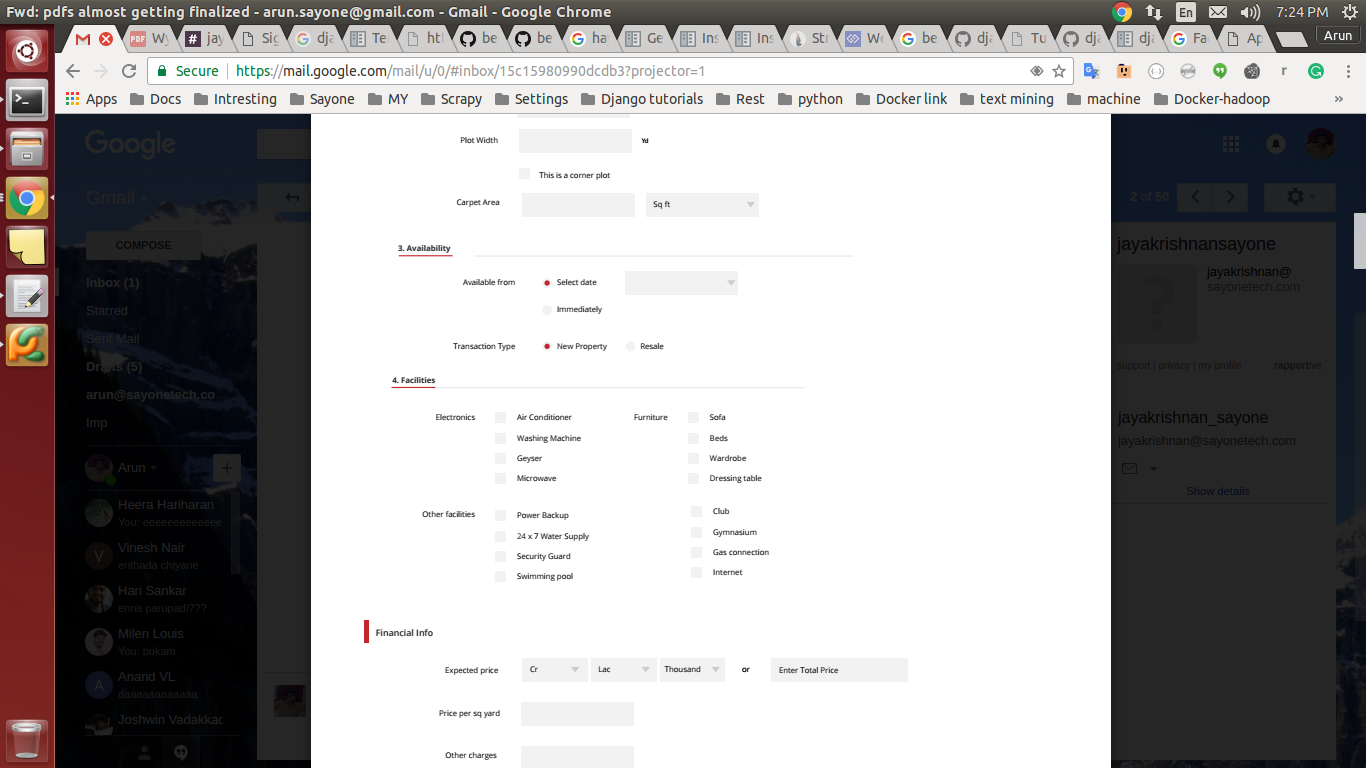 Fwd: pdfs almost getting finalized - arun.sayone@gmail.com - Gmail - Google Chrome
En
7:24 PM
PDF Wy
jay
Sig
dja
Te
htt
be
be
ha
Ge
Ins
Ins
Str
We
be
dja
Tu
dja
dja
Fa
Ap
Arun
Secure
https://mail.google.com/mail/u/0/#inbox/15c15980990dcdb3?projector=1
Apps
Docs
Intresting
Sayone
MY
Scrapy
Settings
Django tutorials
Rest
python
Docker link
text mining
machine
Docker-hadoop
»
Google
Gmail
2 of 50
COMPOSE
Inbox (1)
Starred
Sent Mail
Drafts (5)
arun@sayonetech.co...
Imp
Arun
Heera Hariharan
You: eeeeeeeeeeeee
V
Vinesh Nair
enthada chiyane
Hari Sankar
enna parupadi???
Milen Louis
You: pokam
A
Anand VL
daaaaaaaaaaaa
Joshwin Vadakkac
Plot Width
Yd
This is a corner plot
Carpet Area
Sq ft
3. Availability
Available from
Select date
Immediately
Transaction Type
New Property
Resale
4. Facilities
Electronics
Air Conditioner
Washing Machine
Geyser
Microwave
Furniture
Sofa
Beds
Wardrobe
Dressing table
Other facilities
Power Backup
24 x 7 Water Supply
Security Guard
Swimming pool
Club
Gymnasium
Gas connection
Internet
Financial Info
Expected price
Cr
Lac
Thousand
or
Enter Total Price
Price per sq yard
Other charges
jayakrishnansayone
?
jayakrishnan@
sayonetech.com
support | privacy | my profile
rapportive
jayakrishnan_sayone
jayakrishnan@sayonetech.com
Show details